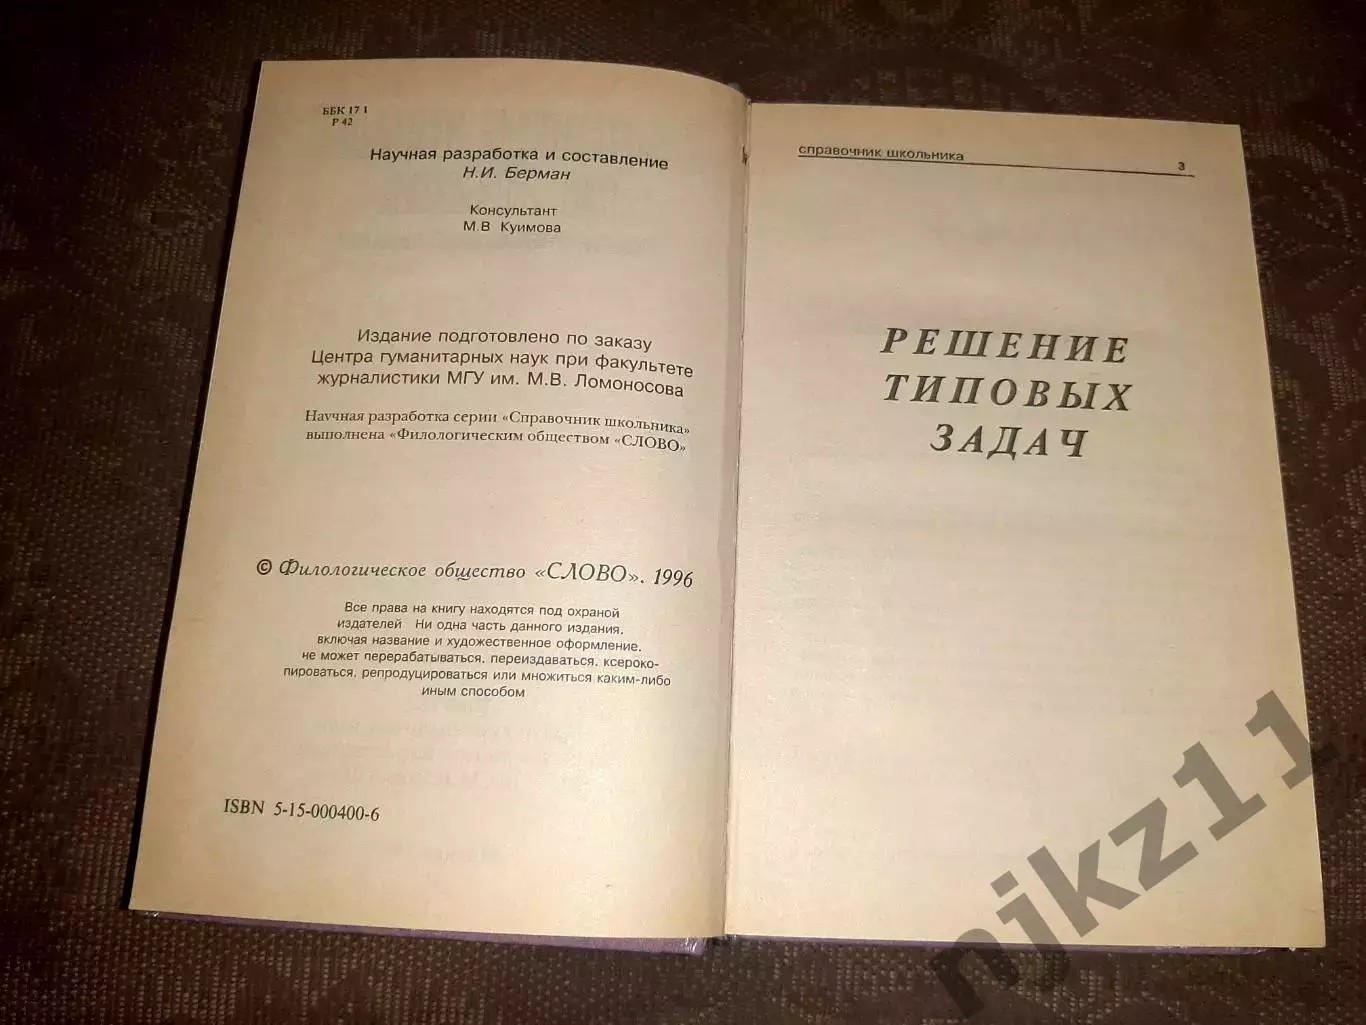 ББК 17 1
Р 42
Научная разработка и составление
Н.И. Берман
Консультант
М.В Куимова
Издание подготовлено по заказу
Центра гуманитарных наук при факультете
журналистики МГУ им. М.В. Ломоносова
Научная разработка серии «Справочник школьника»
выполнена «Филологическим обществом «СЛОВО»
© Филологическое общество «СЛОВО». 1996
Все права на книгу находятся под охраной
издателей Ни одна часть данного издания.
включая название и художественное оформление.
не может перерабатываться. переиздаваться. ксероко-
пироваться. репродуцироваться или множиться каким-либо
иным способом
ISBN 5-15-000400-6
справочник школьника 3
РЕШЕНИЕ
ТИПОВЫХ
ЗАДАЧ
njkz11